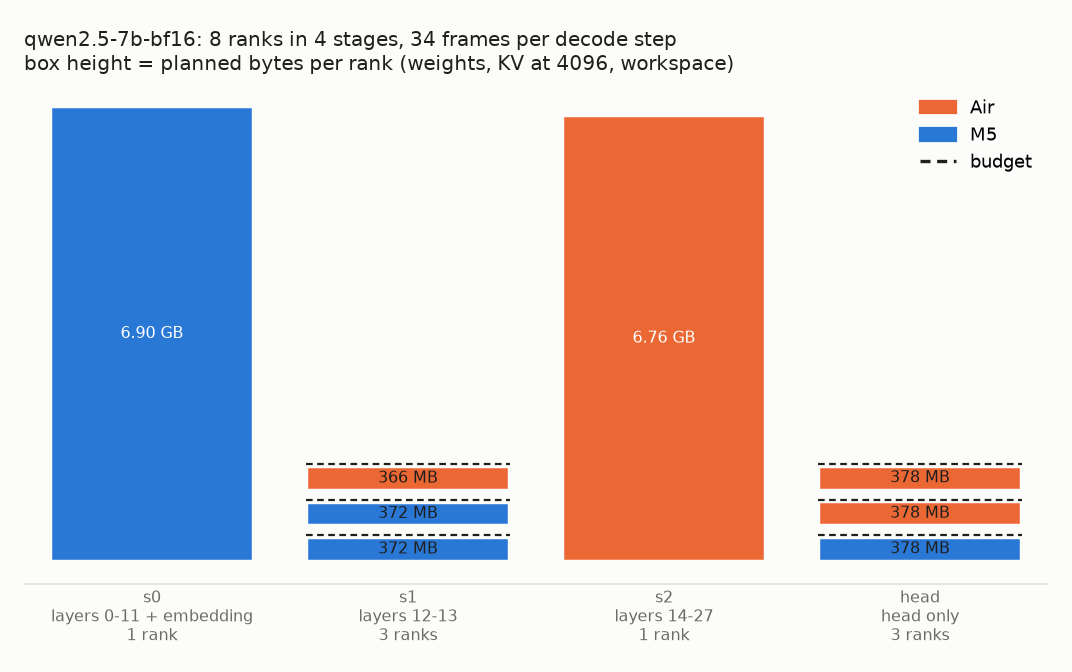 qwen2.5-7b-bf16: 8 ranks in 4 stages, 34 frames per decode step
box height = planned bytes per rank (weights, KV at 4096, workspace)
Air
M5
budget
6.90 GB
6.76 GB
366 MB
372 MB
372 MB
378 MB
378 MB
378 MB
s0
layers 0-11 + embedding
1 rank
s1
layers 12-13
3 ranks
s2
layers 14-27
1 rank
head
head only
3 ranks